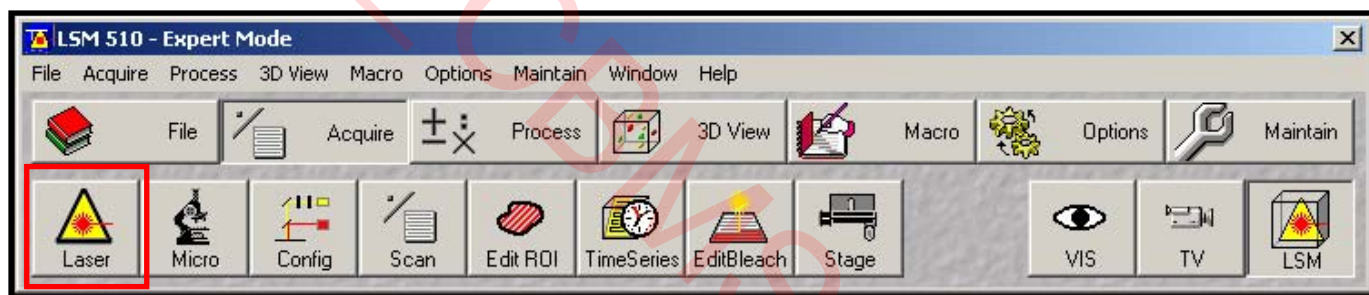 LSM 510 - Expert Mode
File Acquire Process 3D View Macro Options Maintain Window Help
File Acquire Process 3D View Macro Options Maintain
Laser Micro Config Scan Edit ROI TimeSeries EditBleach Stage VIS TV LSM